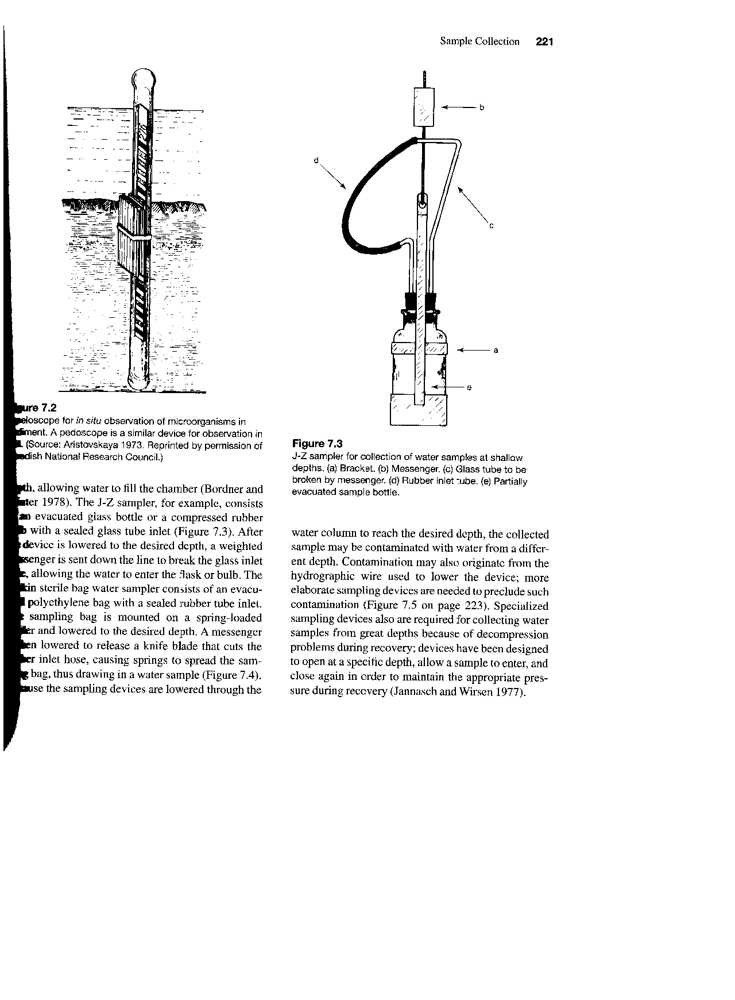 Sample Collection 221
b
d
c
a
e
ure 7.2
eloscope for in situ observation of microorganisms in
iment. A pedoscope is a similar device for observation in
(Source: Aristovskaya 1973. Reprinted by permission of
edish National Research Council.)
th, allowing water to fill the chamber (Bordner and
ter 1978). The J-Z sampler, for example, consists
an evacuated glass bottle or a compressed rubber
b with a sealed glass tube inlet (Figure 7.3). After
device is lowered to the desired depth, a weighted
ssenger is sent down the line to break the glass inlet
e, allowing the water to enter the flask or bulb. The
kin sterile bag water sampler consists of an evacu-
polyethylene bag with a sealed rubber tube inlet.
sampling bag is mounted on a spring-loaded
er and lowered to the desired depth. A messenger
en lowered to release a knife blade that cuts the
er inlet hose, causing springs to spread the sam-
g bag, thus drawing in a water sample (Figure 7.4).
ause the sampling devices are lowered through the
Figure 7.3
J-Z sampler for collection of water samples at shallow
depths. (a) Bracket. (b) Messenger. (c) Glass tube to be
broken by messenger. (d) Rubber inlet tube. (e) Partially
evacuated sample bottle.
water column to reach the desired depth, the collected
sample may be contaminated with water from a differ-
ent depth. Contamination may also originate from the
hydrographic wire used to lower the device; more
elaborate sampling devices are needed to preclude such
contamination (Figure 7.5 on page 223). Specialized
sampling devices also are required for collecting water
samples from great depths because of decompression
problems during recovery; devices have been designed
to open at a specific depth, allow a sample to enter, and
close again in order to maintain the appropriate pres-
sure during recovery (Jannasch and Wirsen 1977).